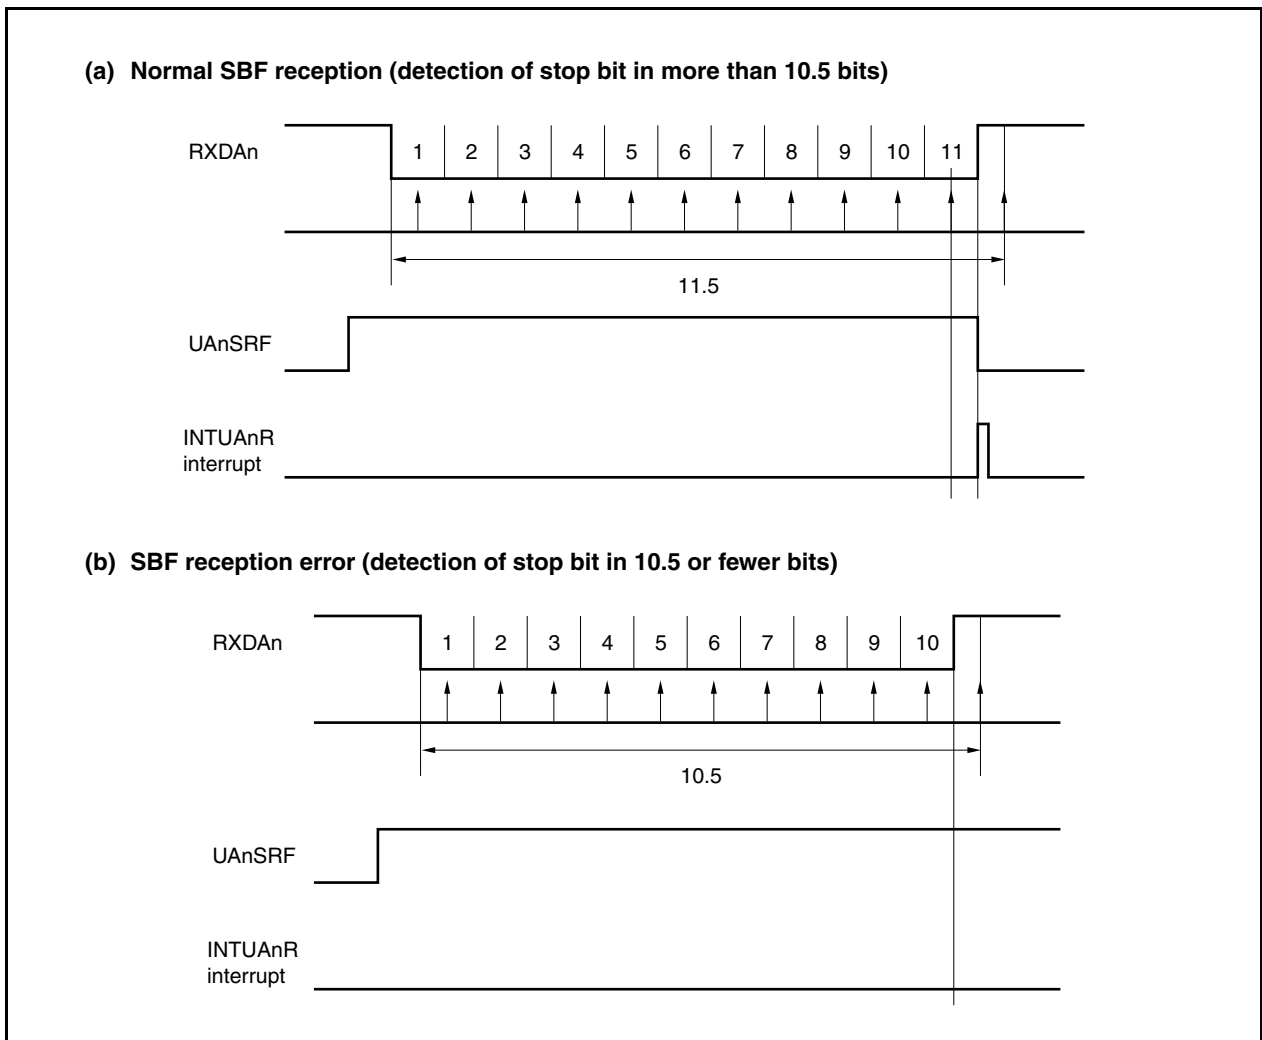 (a) Normal SBF reception (detection of stop bit in more than 10.5 bits)
RXDAn
1 2 3 4 5 6 7 8 9 10 11
11.5
UAnSRF
INTUAnR
interrupt
(b) SBF reception error (detection of stop bit in 10.5 or fewer bits)
RXDAn
1 2 3 4 5 6 7 8 9 10
10.5
UAnSRF
INTUAnR
interrupt